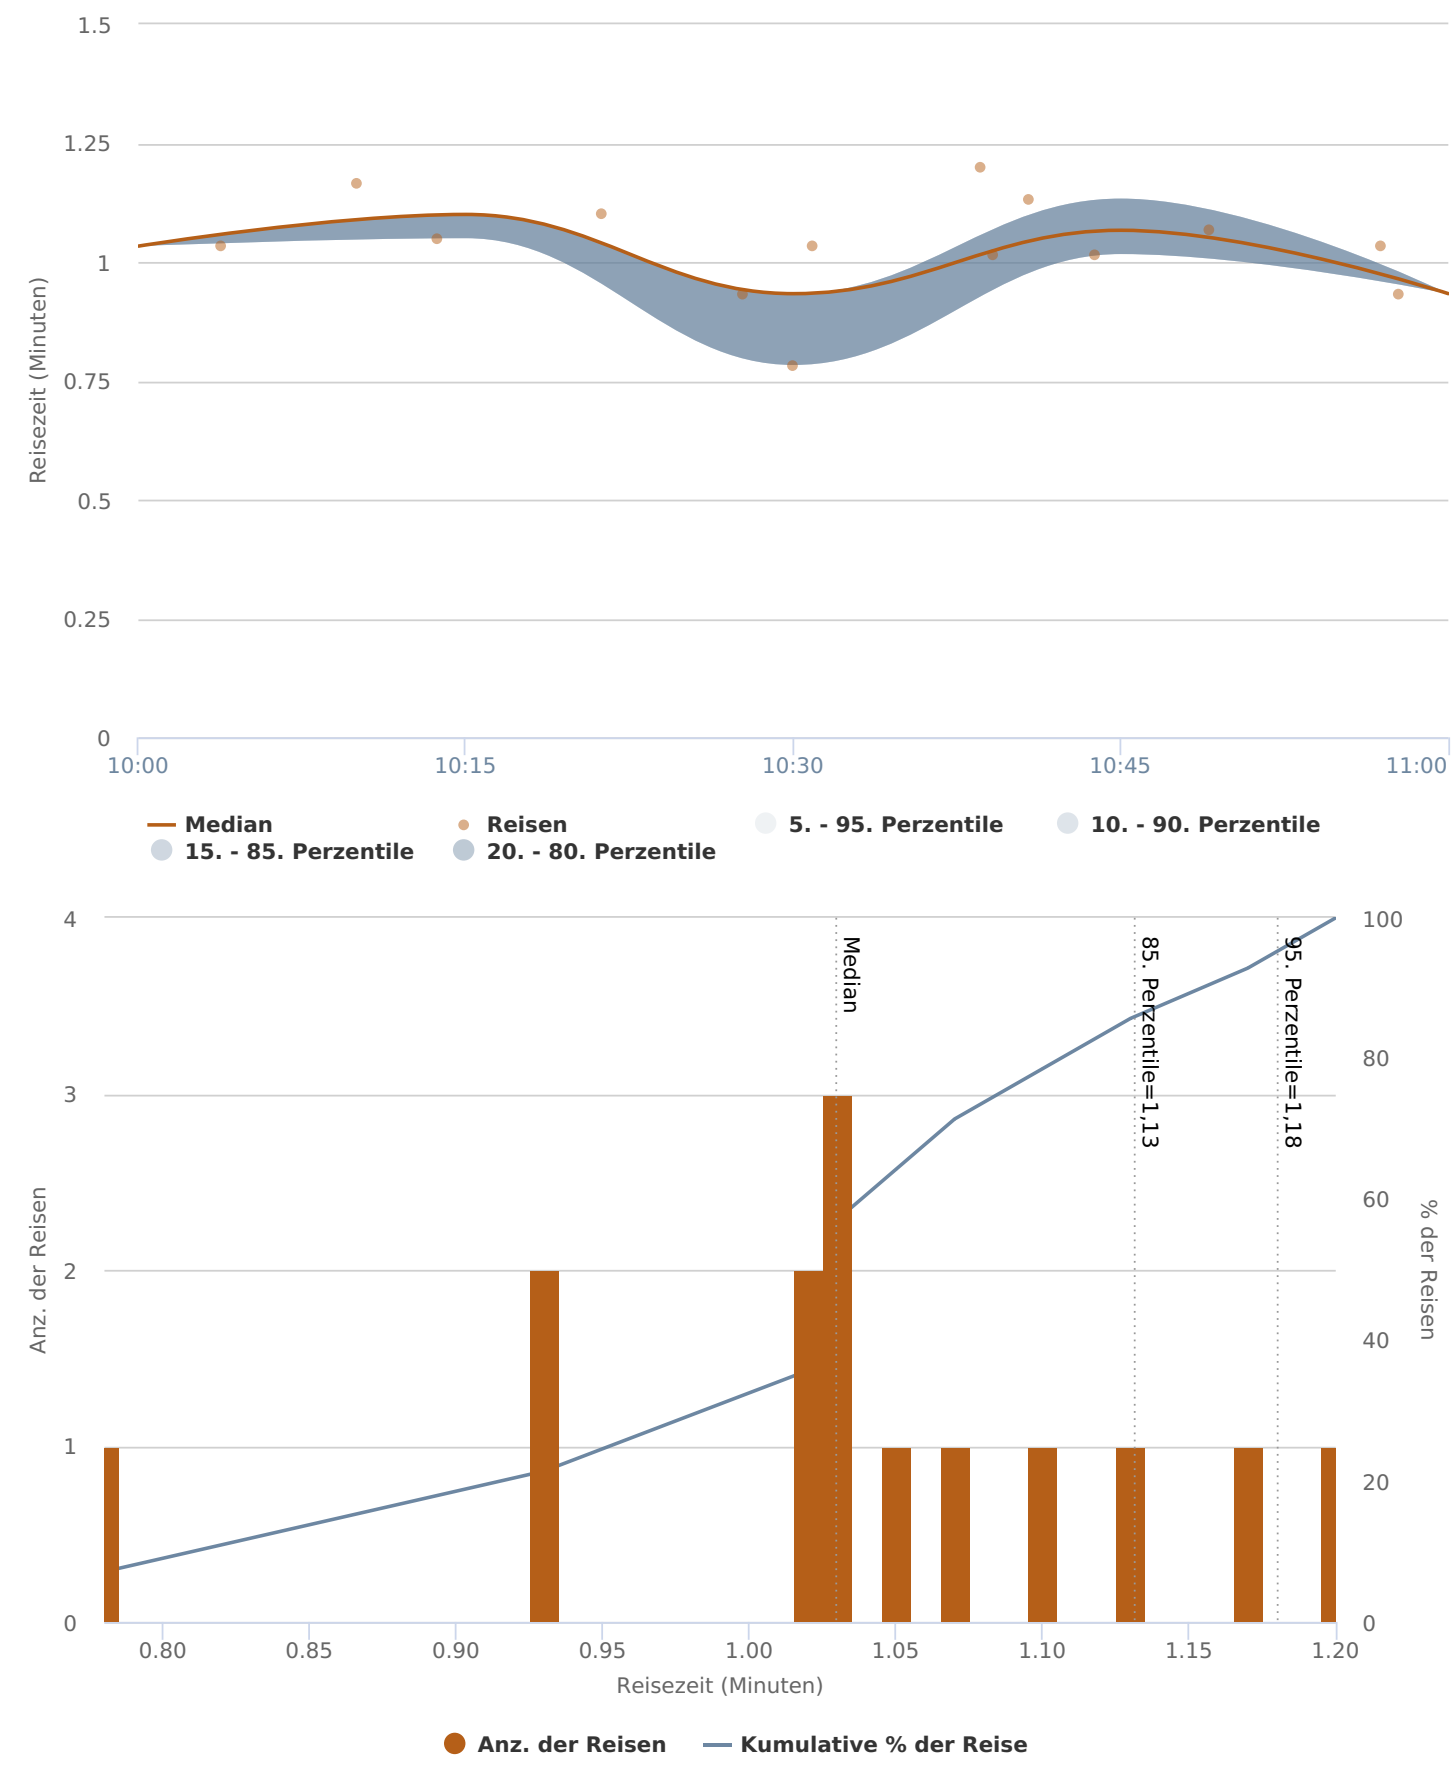 1.5
1.25
1
0.75
0.5
0.25
0
Reisezeit (Minuten)
10:00 10:15 10:30 10:45 11:00
Median Reisen 5. - 95. Perzentile 10. - 90. Perzentile
15. - 85. Perzentile 20. - 80. Perzentile
4 100
Median 85. Perzentile=1,13 95. Perzentile=1,18
80
3
60
2
40
1
20
0 0
Anz. der Reisen
% der Reisen
0.80 0.85 0.90 0.95 1.00 1.05 1.10 1.15 1.20
Reisezeit (Minuten)
Anz. der Reisen Kumulative % der Reise